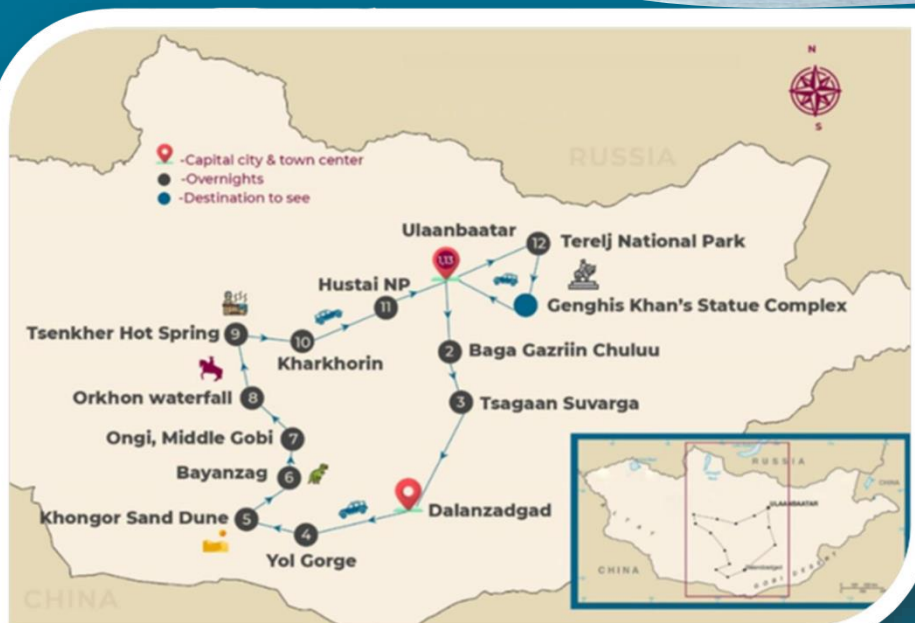 N
S
RUSSIA
-Capital city & town center
-Overnights
-Destination to see
Ulaanbaatar
1,13
12
Terelj National Park
Hustai NP
11
Genghis Khan's Statue Complex
Tsenkher Hot Spring
9
10
Kharkhorin
2
Baga Gazriin Chuluu
Orkhon waterfall
8
3
Tsagaan Suvarga
Ongi, Middle Gobi
7
Bayanzag
6
Khongor Sand Dune
5
4
Yol Gorge
Dalanzadgad
CHINA
RUSSIA
CHINA
ULAANBAATAR
CHINA
GOBI DESERT